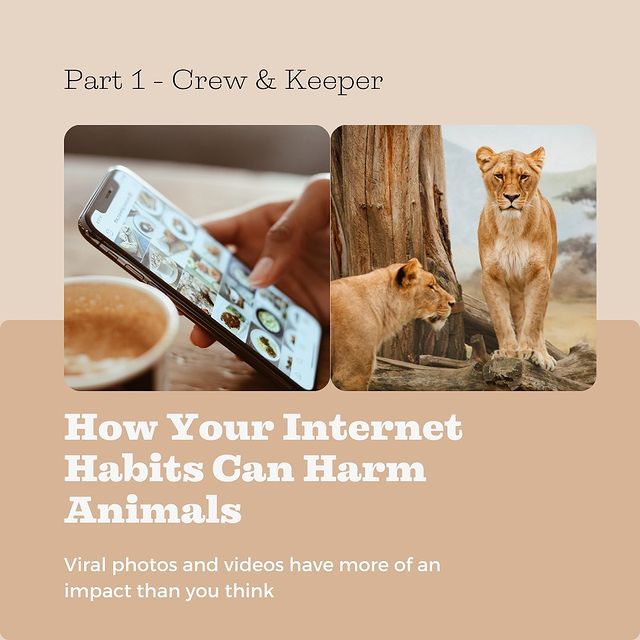 Part 1 - Crew & Keeper
How Your Internet
Habits Can Harm
Animals
Viral photos and videos have more of an
impact than you think